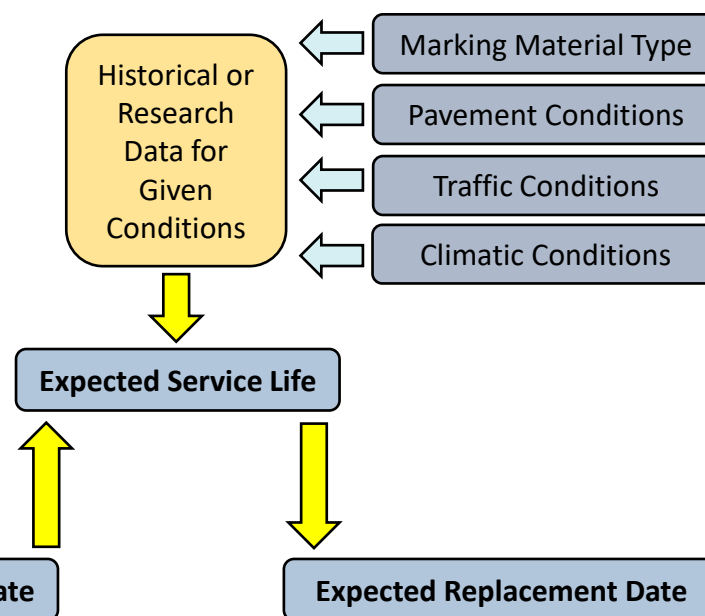 Historical or
Research
Data for
Given
Conditions
Marking Material Type
Pavement Conditions
Traffic Conditions
Climatic Conditions
Expected Service Life
ate
Expected Replacement Date